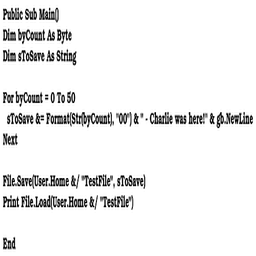 Public Sub Main()
Dim byCount As Byte
Dim sToSave As String
For byCount = 0 To 50
sToSave &= Format(Str(byCount), "00") & " - Charlie was here!" & gb.NewLine
Next
File.Save(User.Home &/ "TestFile", sToSave)
Print File.Load(User.Home &/ "TestFile")
End